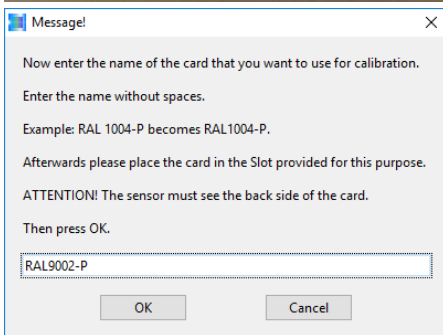 Message!
Now enter the name of the card that you want to use for calibration.
Enter the name without spaces.
Example: RAL 1004-P becomes RAL1004-P.
Afterwards please place the card in the Slot provided for this purpose.
ATTENTION! The sensor must see the back side of the card.
Then press OK.
RAL9002-P
OK Cancel